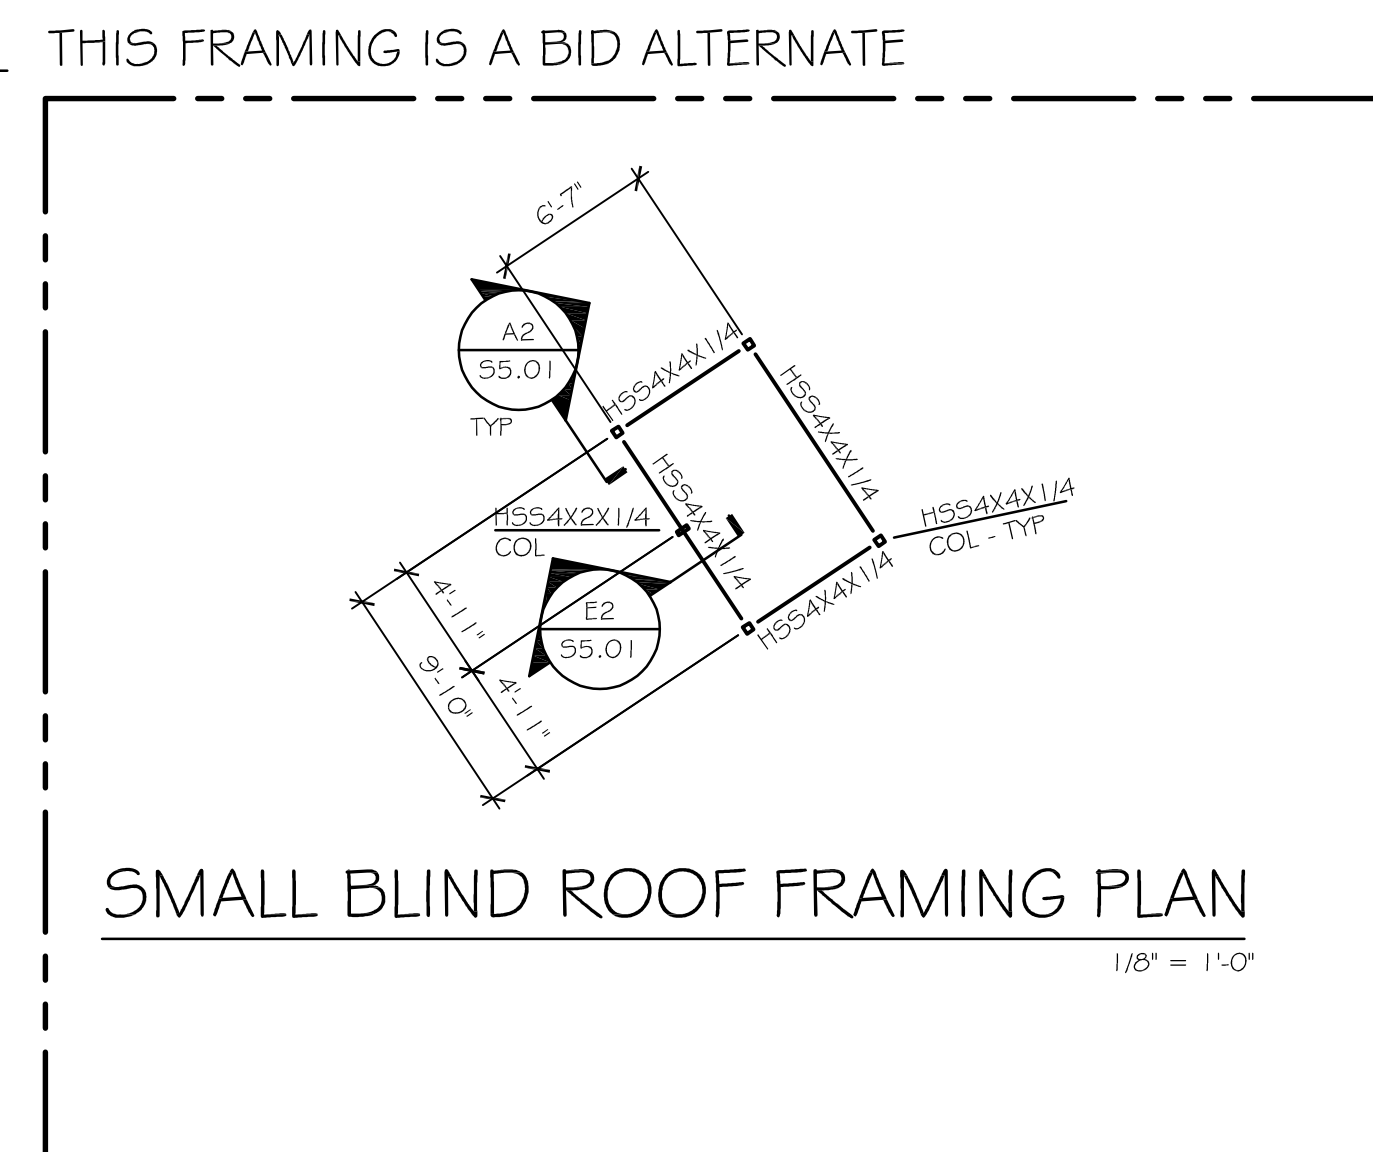 THIS FRAMING IS A BID ALTERNATE
6'-7"
A2
S5.01
TYP
HSS4X4X1/4
HSS4X4X1/4
HSS4X4X1/4
HSS4X4X1/4
COL - TYP
HSS4X2X1/4
COL
HSS4X4X1/4
E2
S5.01
4'-11"
4'-11"
9'-10"
SMALL BLIND ROOF FRAMING PLAN
1/8" = 1'-0"